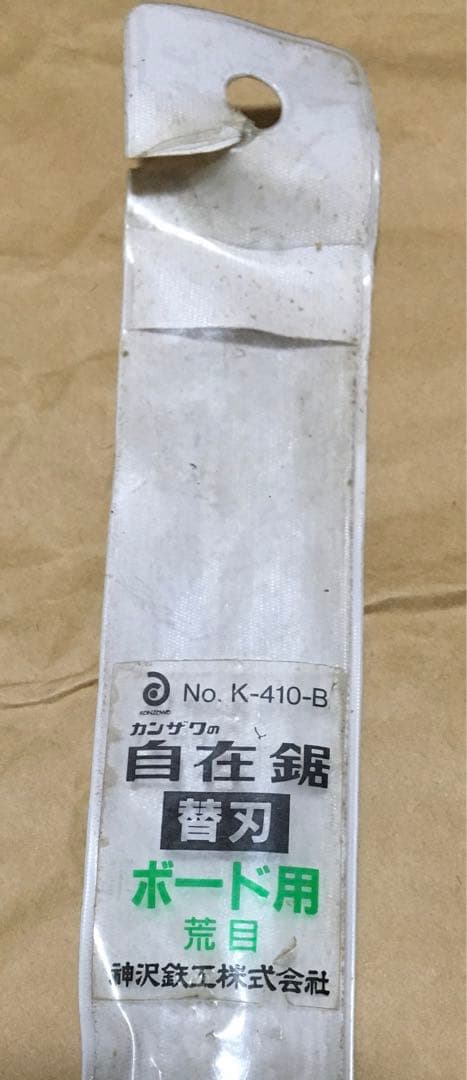 No. K-410-B
KANZAWA
カンザワの
自在鋸
替刃
ボード用
荒目
神沢鉄工株式会社